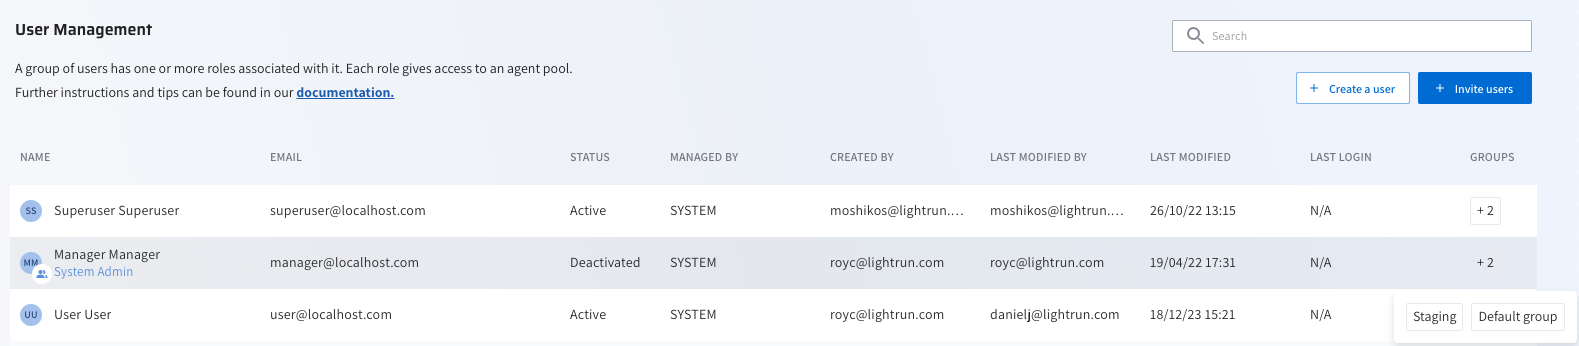 User Management
Search
A group of users has one or more roles associated with it. Each role gives access to an agent pool.
Further instructions and tips can be found in our documentation.
+ Create a user
+ Invite users
NAME EMAIL STATUS MANAGED BY CREATED BY LAST MODIFIED BY LAST MODIFIED LAST LOGIN GROUPS
SS Superuser Superuser superuser@localhost.com Active SYSTEM moshikos@lightrun.... moshikos@lightrun.... 26/10/22 13:15 N/A + 2
MM Manager Manager manager@localhost.com Deactivated SYSTEM royc@lightrun.com royc@lightrun.com 19/04/22 17:31 N/A + 2
System Admin
UU User User user@localhost.com Active SYSTEM royc@lightrun.com danielj@lightrun.com 18/12/23 15:21 N/A Staging Default group